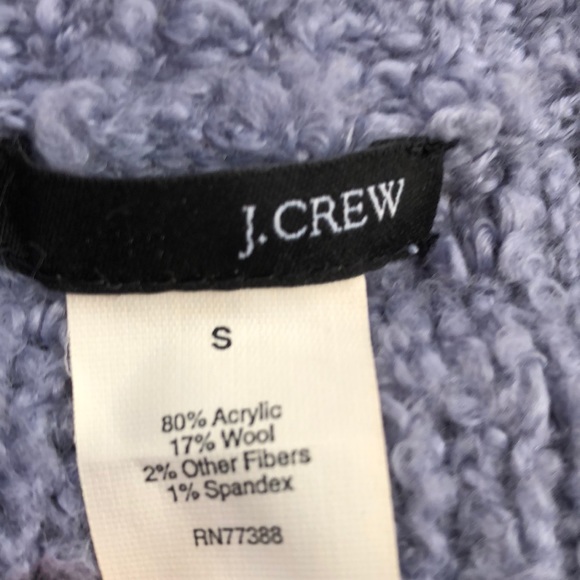 J.CREW
S
80% Acrylic
17% Wool
2% Other Fibers
1% Spandex
RN77388